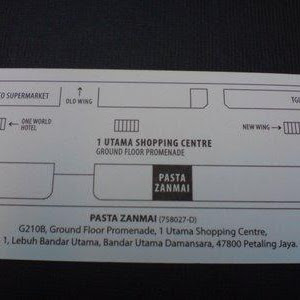 CO SUPERMARKET
OLD WING
TG
ONE WORLD
HOTEL
NEW WING
1 UTAMA SHOPPING CENTRE
GROUND FLOOR PROMENADE
PASTA
ZANMAI
PASTA ZANMAI (758027-D)
G210B, Ground Floor Promenade, 1 Utama Shopping Centre,
1, Lebuh Bandar Utama, Bandar Utama Damansara, 47800 Petaling Jaya.